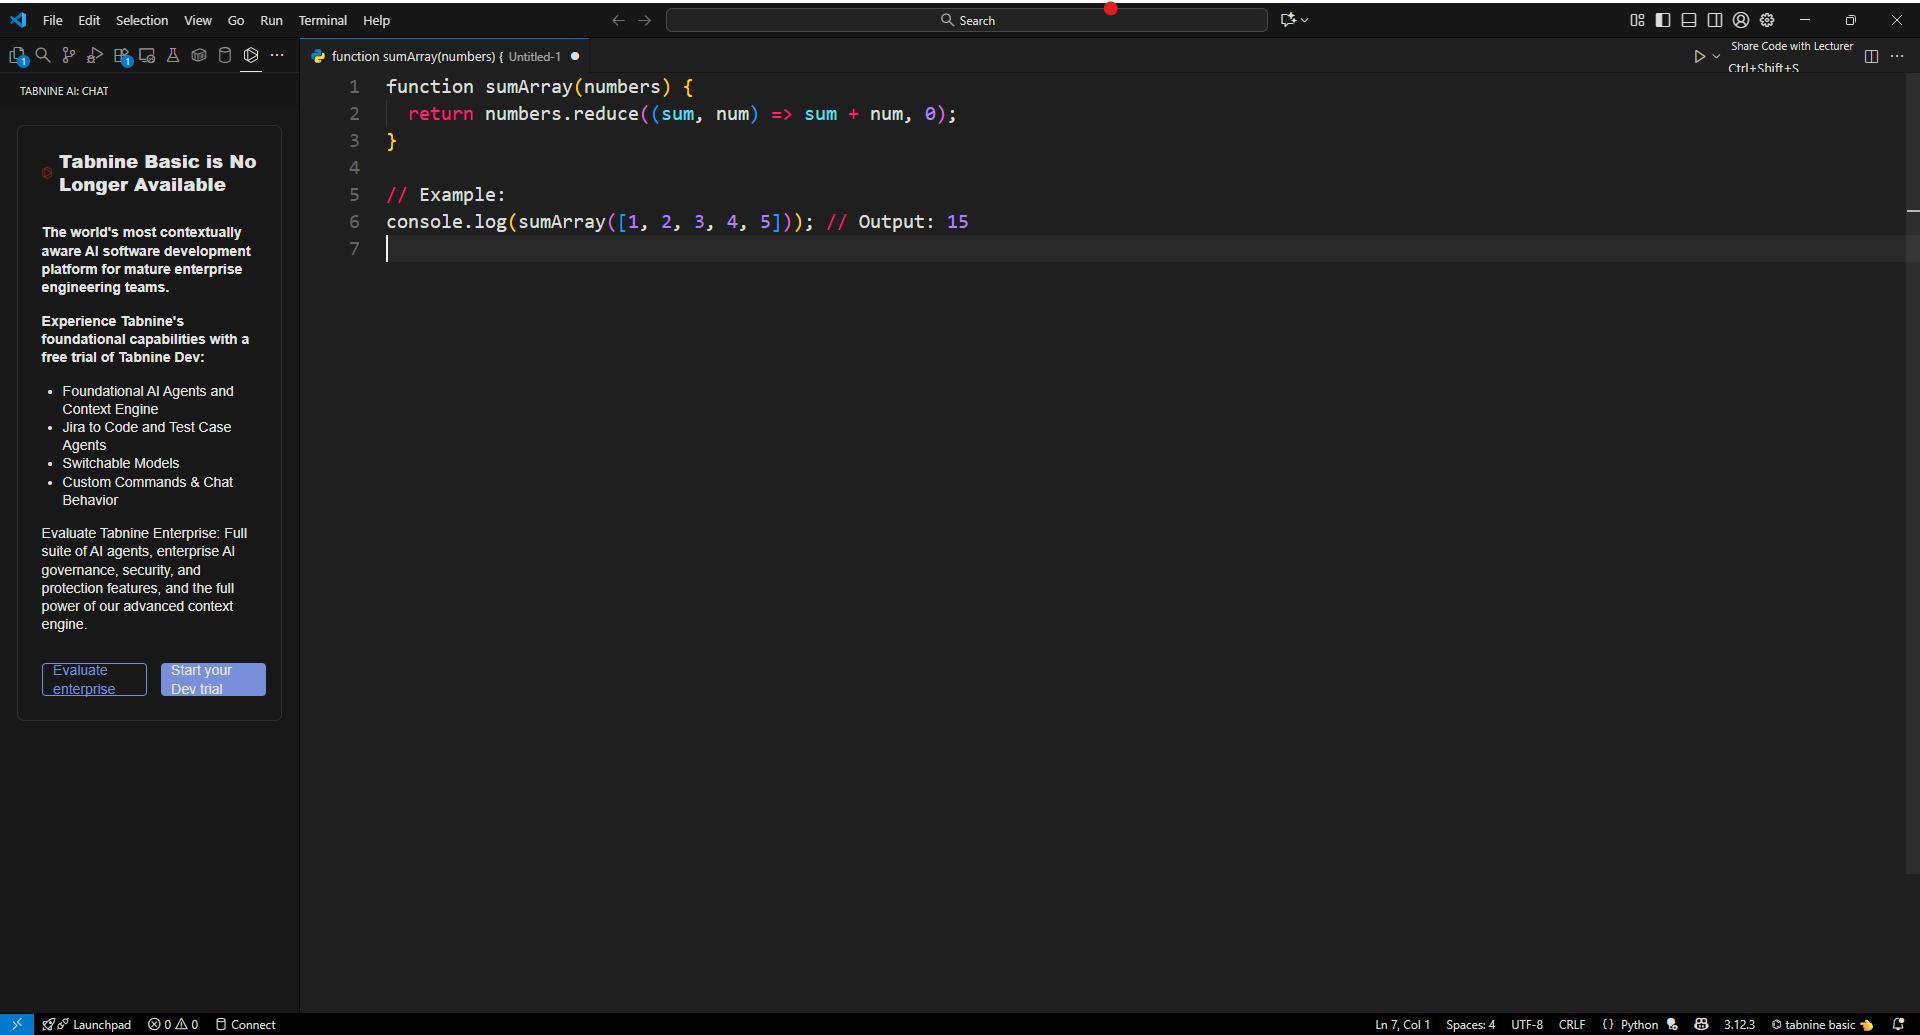 File Edit Selection View Go Run Terminal Help
Search
1
1
function sumArray(numbers) { Untitled-1
Share Code with Lecturer
Ctrl+Shift+S
TABNINE AI: CHAT
Tabnine Basic is No
Longer Available
The world's most contextually
aware AI software development
platform for mature enterprise
engineering teams.
Experience Tabnine's
foundational capabilities with a
free trial of Tabnine Dev:
• Foundational AI Agents and
Context Engine
• Jira to Code and Test Case
Agents
• Switchable Models
• Custom Commands & Chat
Behavior
Evaluate Tabnine Enterprise: Full
suite of AI agents, enterprise AI
governance, security, and
protection features, and the full
power of our advanced context
engine.
Evaluate
enterprise
Start your
Dev trial
1 function sumArray(numbers) {
2 return numbers.reduce((sum, num) => sum + num, 0);
3 }
4
5 // Example:
6 console.log(sumArray([1, 2, 3, 4, 5])); // Output: 15
7
Launchpad 0 0 Connect
Ln 7, Col 1 Spaces: 4 UTF-8 CRLF {} Python 3.12.3 tabnine basic